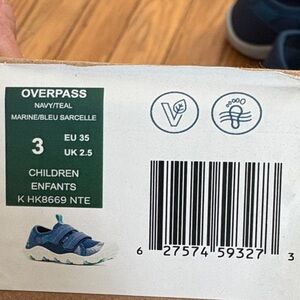 OVERPASS
NAVY/TEAL
MARINE/BLEU SARCELLE
3
EU 35
UK 2.5
CHILDREN
ENFANTS
K HK8669 NTE
V
6 27574 59327 3